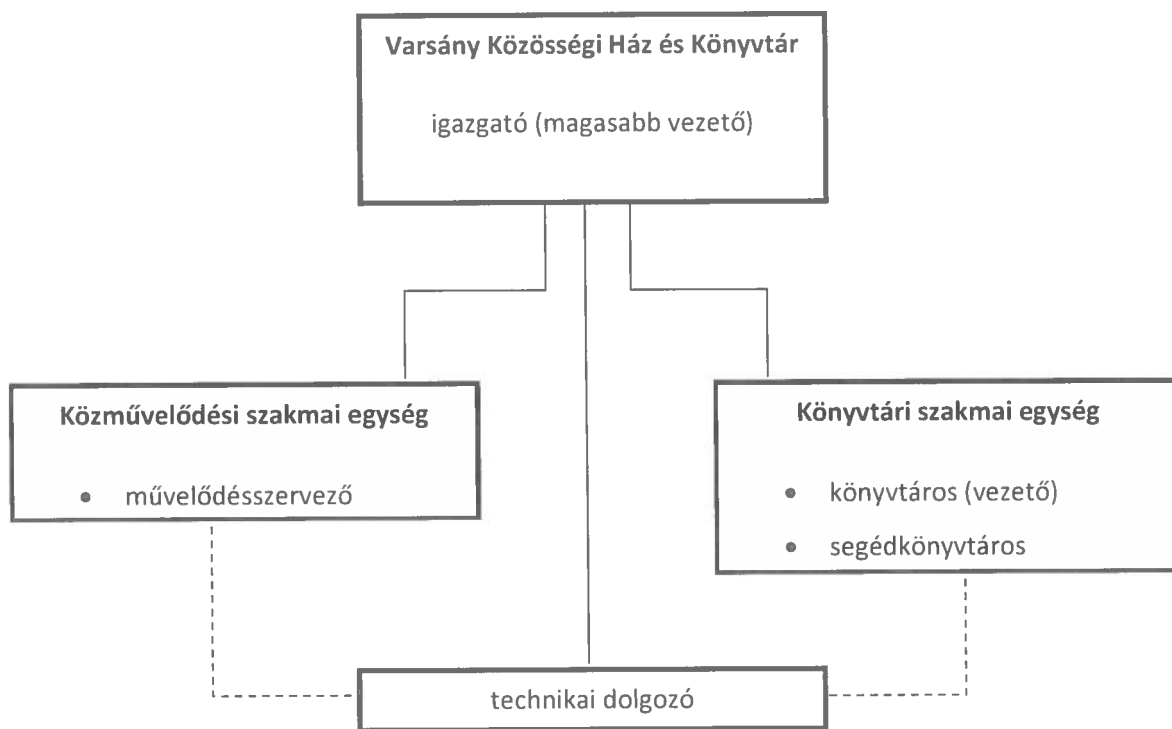 Varsány Közösségi Ház és Könyvtár
igazgató (magasabb vezető)
Közművelődési szakmai egység
• művelődésszervező
Könyvtári szakmai egység
• könyvtáros (vezető)
• segédkönyvtáros
technikai dolgozó